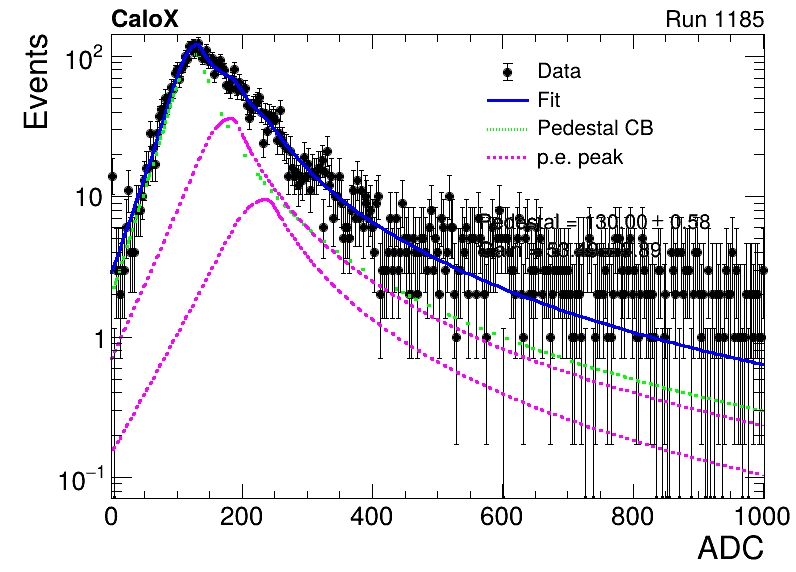 CaloX Run 1185
Events
Data
Fit
Pedestal CB
p.e. peak
Pedestal = 130.00 ± 0.58
10²
10
1
10⁻¹
0 200 400 600 800 1000
ADC